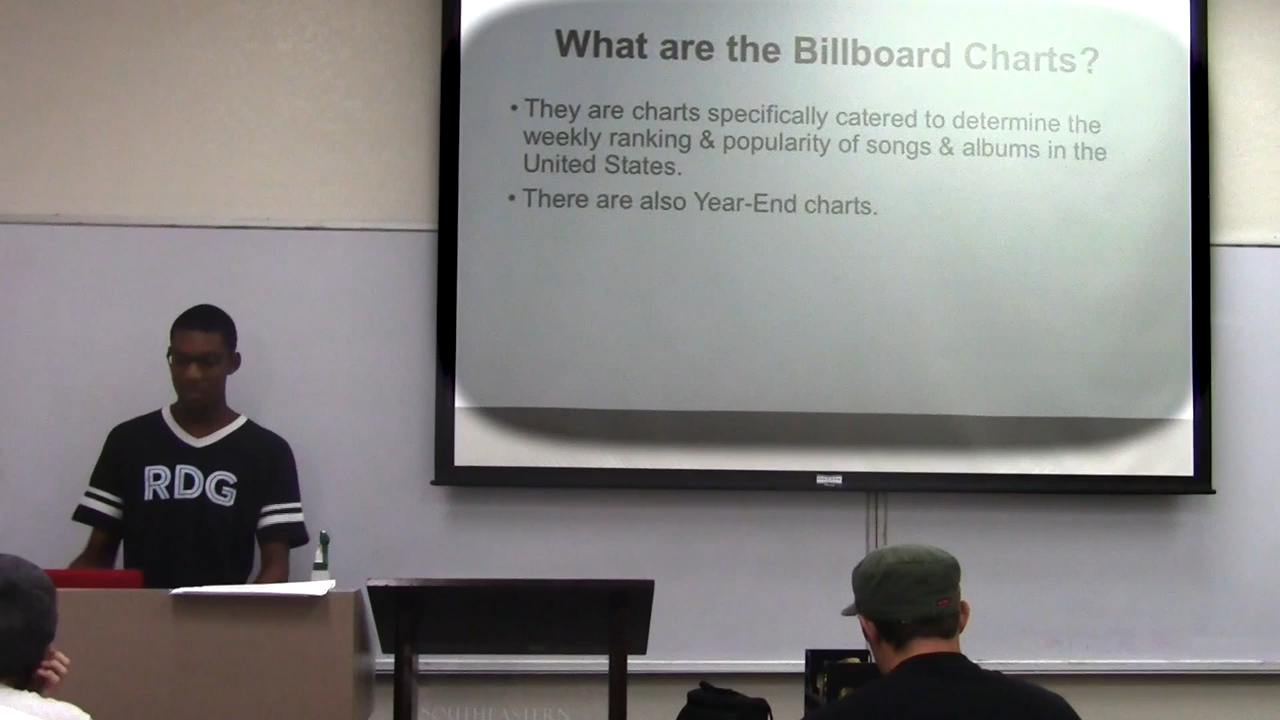 What are the Billboard Charts?
• They are charts specifically catered to determine the
weekly ranking & popularity of songs & albums in the
United States.
• There are also Year-End charts.
RDG
SOUTHEASTERN